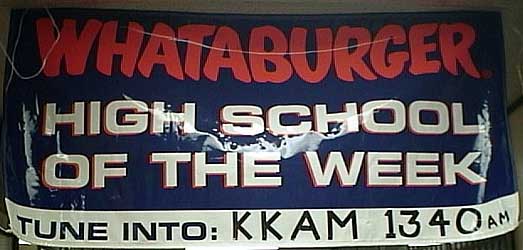 WHATABURGER.
HIGH SCHOOL
OF THE WEEK
TUNE INTO: KKAM 1340 AM